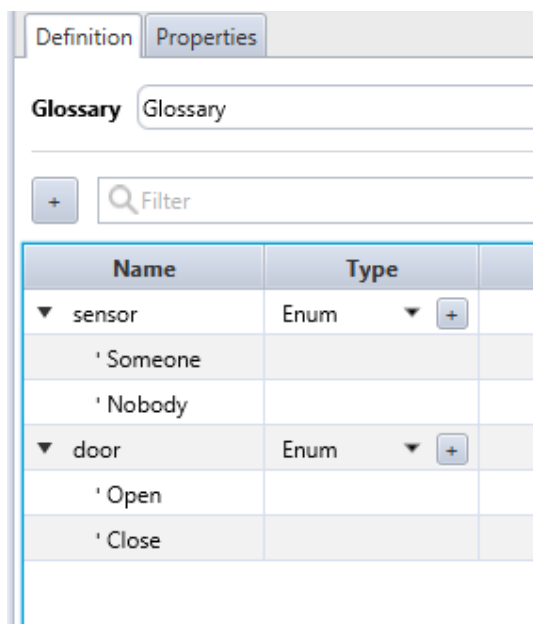 Definition Properties
Glossary Glossary
+ Filter
Name Type
sensor Enum +
' Someone
' Nobody
door Enum +
' Open
' Close